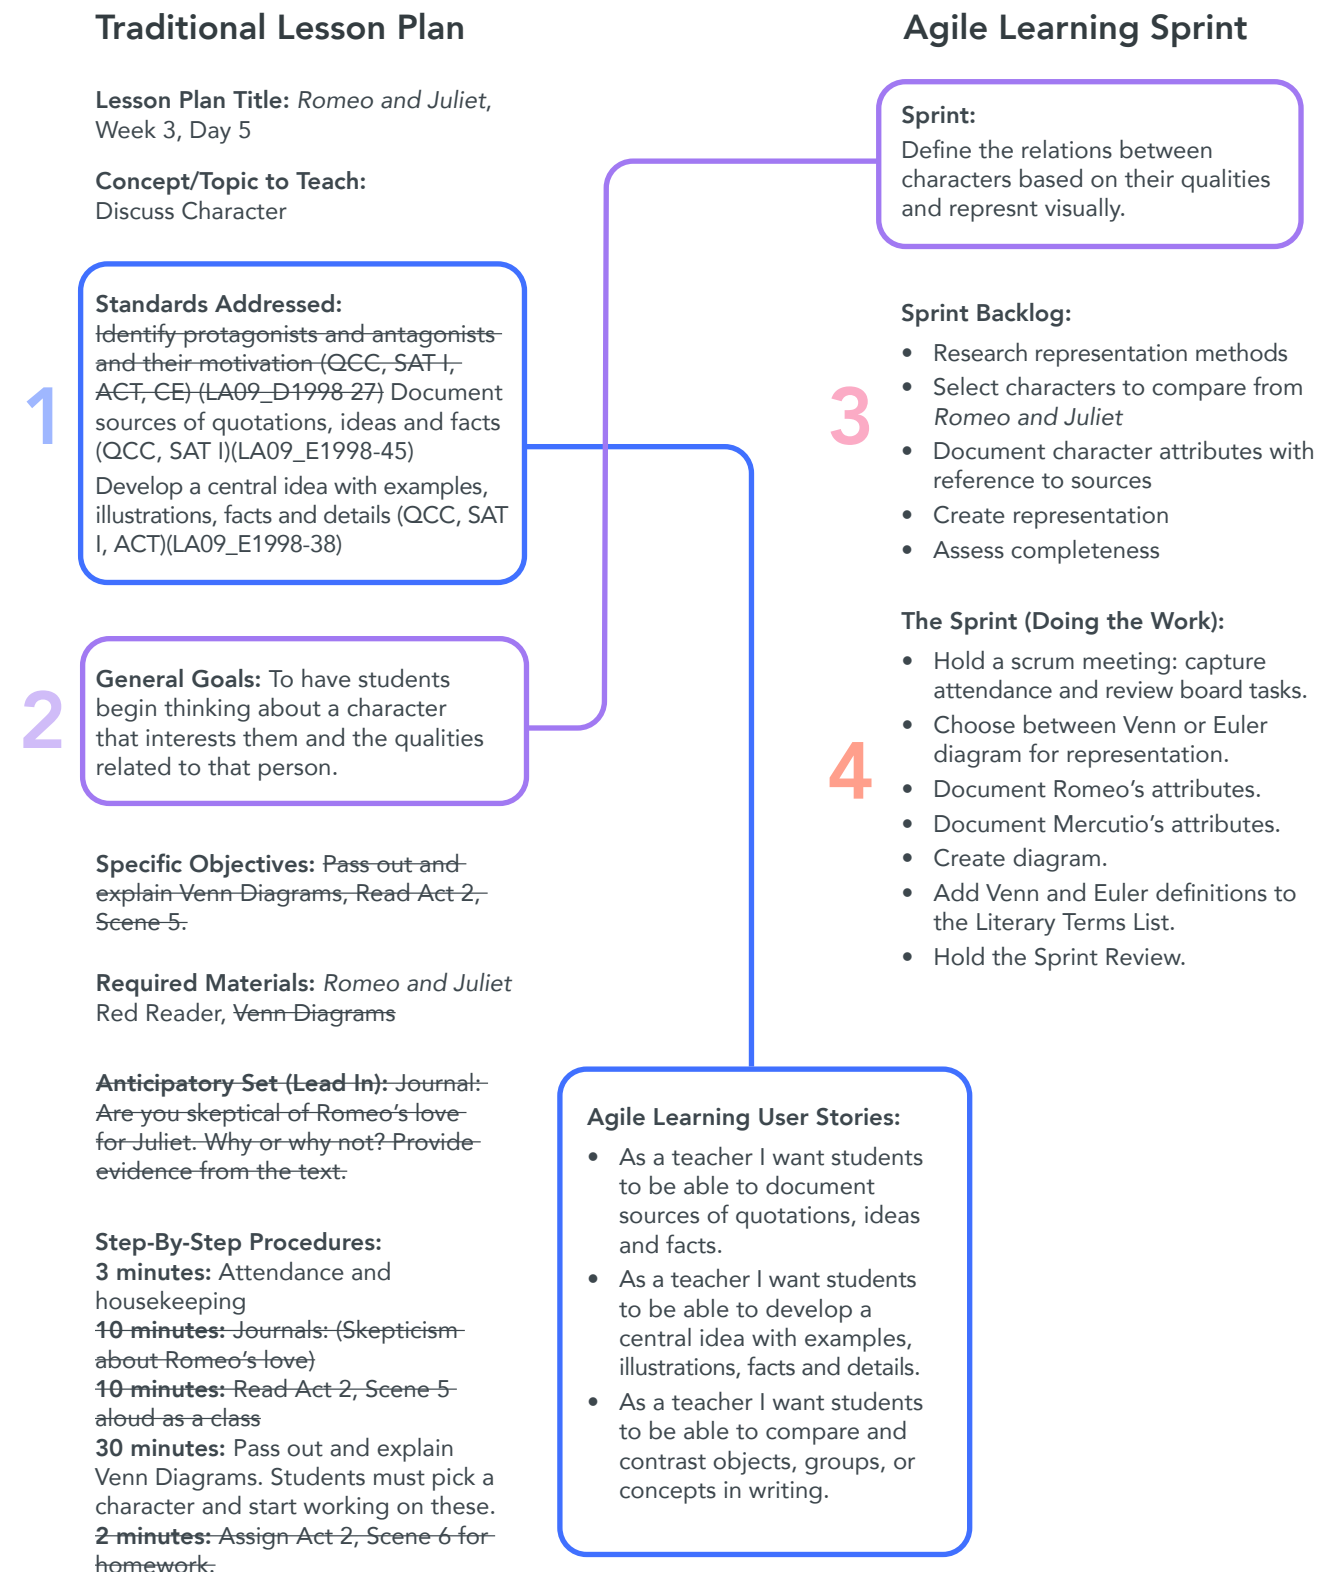 Traditional Lesson Plan
Lesson Plan Title: Romeo and Juliet,
Week 3, Day 5
Concept/Topic to Teach:
Discuss Character
1
Standards Addressed:
Identify protagonists and antagonists
and their motivation (QCC, SAT I,
ACT, CE) (LA09_D1998 27) Document
sources of quotations, ideas and facts
(QCC, SAT I)(LA09_E1998-45)
Develop a central idea with examples,
illustrations, facts and details (QCC, SAT
I, ACT)(LA09_E1998-38)
2
General Goals: To have students
begin thinking about a character
that interests them and the qualities
related to that person.
Specific Objectives: Pass out and
explain Venn Diagrams, Read Act 2,
Scene 5.
Required Materials: Romeo and Juliet
Red Reader, Venn Diagrams
Anticipatory Set (Lead In): Journal:
Are you skeptical of Romeo’s love
for Juliet. Why or why not? Provide
evidence from the text.
Step-By-Step Procedures:
3 minutes: Attendance and
housekeeping
10 minutes: Journals: (Skepticism
about Romeo’s love)
10 minutes: Read Act 2, Scene 5
aloud as a class
30 minutes: Pass out and explain
Venn Diagrams. Students must pick a
character and start working on these.
2 minutes: Assign Act 2, Scene 6 for
homework.
Agile Learning User Stories:
• As a teacher I want students
to be able to document
sources of quotations, ideas
and facts.
• As a teacher I want students
to be able to develop a
central idea with examples,
illustrations, facts and details.
• As a teacher I want students
to be able to compare and
contrast objects, groups, or
concepts in writing.
Agile Learning Sprint
Sprint:
Define the relations between
characters based on their qualities
and represnt visually.
3
Sprint Backlog:
• Research representation methods
• Select characters to compare from
Romeo and Juliet
• Document character attributes with
reference to sources
• Create representation
• Assess completeness
4
The Sprint (Doing the Work):
• Hold a scrum meeting: capture
attendance and review board tasks.
• Choose between Venn or Euler
diagram for representation.
• Document Romeo’s attributes.
• Document Mercutio’s attributes.
• Create diagram.
• Add Venn and Euler definitions to
the Literary Terms List.
• Hold the Sprint Review.